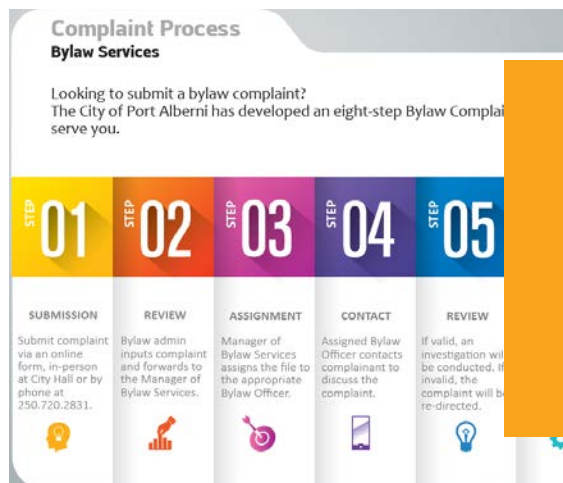 Complaint Process
Bylaw Services
Looking to submit a bylaw complaint?
The City of Port Alberni has developed an eight-step Bylaw
serve you.
STEP 01
STEP 02
STEP 03
STEP 04
STEP 05
SUBMISSION
Submit complaint
via an online
form, in-person
at City Hall or by
phone at
250.720.2831.
REVIEW
Bylaw admin
inputs complaint
and forwards to
the Manager of
Bylaw Services.
ASSIGNMENT
Manager of
Bylaw Services
assigns the file to
the appropriate
Bylaw Officer.
CONTACT
Assigned Bylaw
Officer contacts
complainant to
discuss the
complaint.
REVIEW
If valid, an
investigation will
be conducted. If
invalid, the
complaint will be
re-directed.